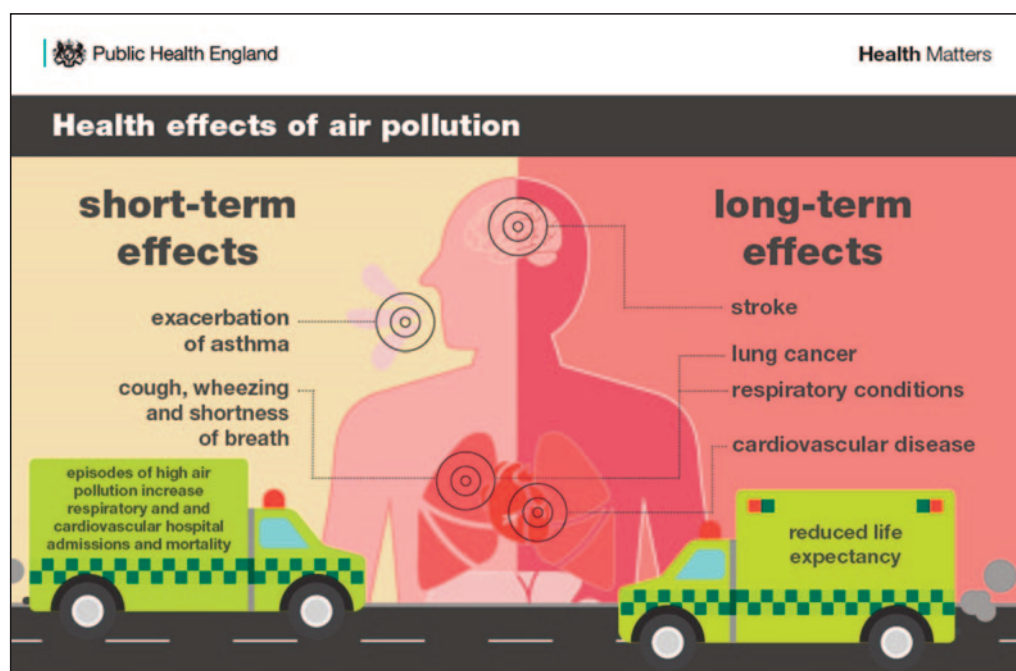 Public Health England
Health Matters
Health effects of air pollution
short-term
effects
exacerbation
of asthma
cough, wheezing
and shortness
of breath
episodes of high air
pollution increase
respiratory and and
cardiovascular hospital
admissions and mortality
long-term
effects
stroke
lung cancer
respiratory conditions
cardiovascular disease
reduced life
expectancy